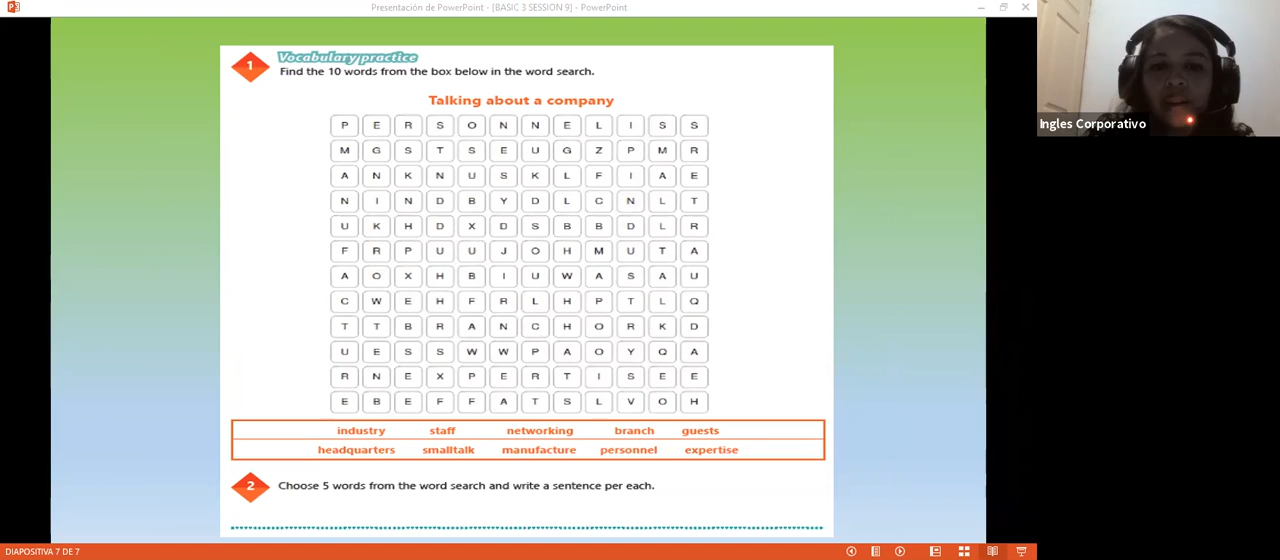 Presentación de PowerPoint - [BASIC 3 SESSION 9] - PowerPoint
Ingles Corporativo
1
Vocabulary practice
Find the 10 words from the box below in the word search.
Talking about a company
P E R S O N N E L I S S
M G S T S E U G Z P M R
A N K N U S K L F I A E
N I N D B Y D L C N L T
U K H D X D S B B D L R
F R P U U J O H M U T A
A O X H B I U W A S A U
C W E H F R L H P T L Q
T T B R A N C H O R K D
U E S S W W P A O Y Q A
R N E X P E R T I S E E
E B E F F A T S L V O H
industry staff networking branch guests
headquarters smalltalk manufacture personnel expertise
2
Choose 5 words from the word search and write a sentence per each.
DIAPOSITIVA 7 DE 7